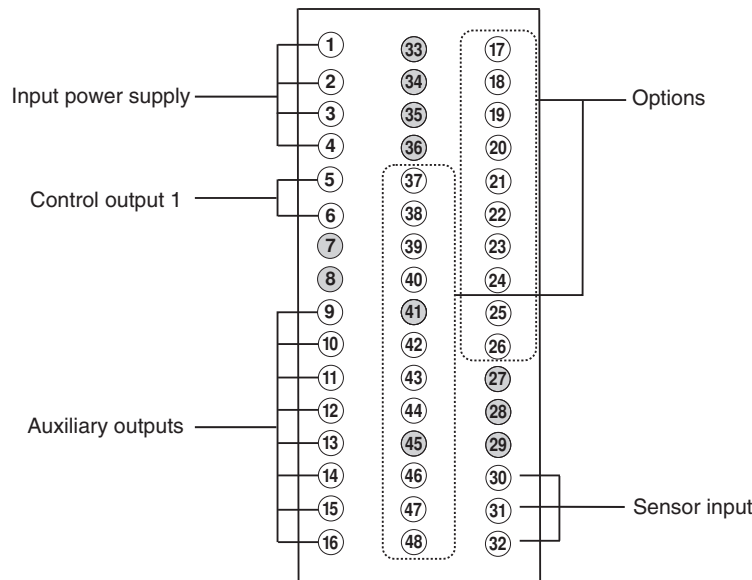 1 33 17
2 34 18
Input power supply Options
3 35 19
4 36 20
5 37 21
Control output 1
6 38 22
7 39 23
8 40 24
9 41 25
10 42 26
11 43 27
12 44 28
Auxiliary outputs
13 45 29
14 46 30
15 47 31 Sensor input
16 48 32